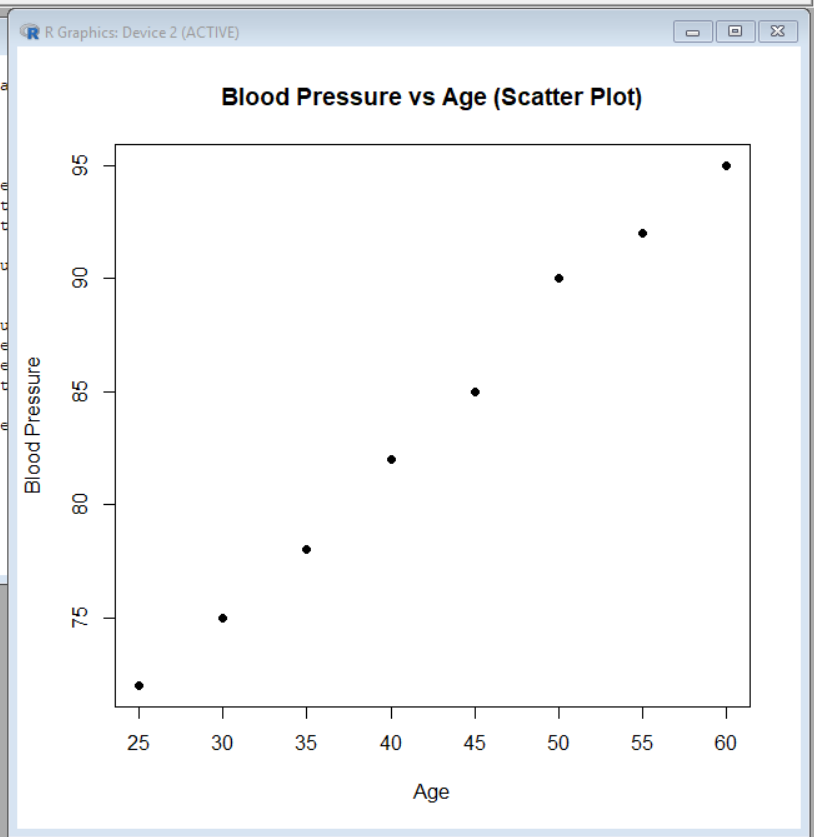 R Graphics: Device 2 (ACTIVE)
Blood Pressure vs Age (Scatter Plot)
95
90
85
80
75
Blood Pressure
25 30 35 40 45 50 55 60
Age